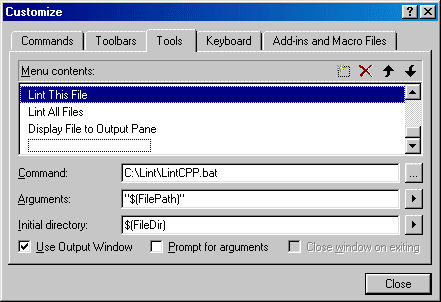 Customize
Commands Toolbars Tools Keyboard Add-ins and Macro Files
Menu contents:
Lint This File
Lint All Files
Display File to Output Pane
Command: C:\Lint\LintCPP.bat ...
Arguments: "$(FilePath)"
Initial directory: $(FileDir)
Use Output Window Prompt for arguments Close window on exiting
Close